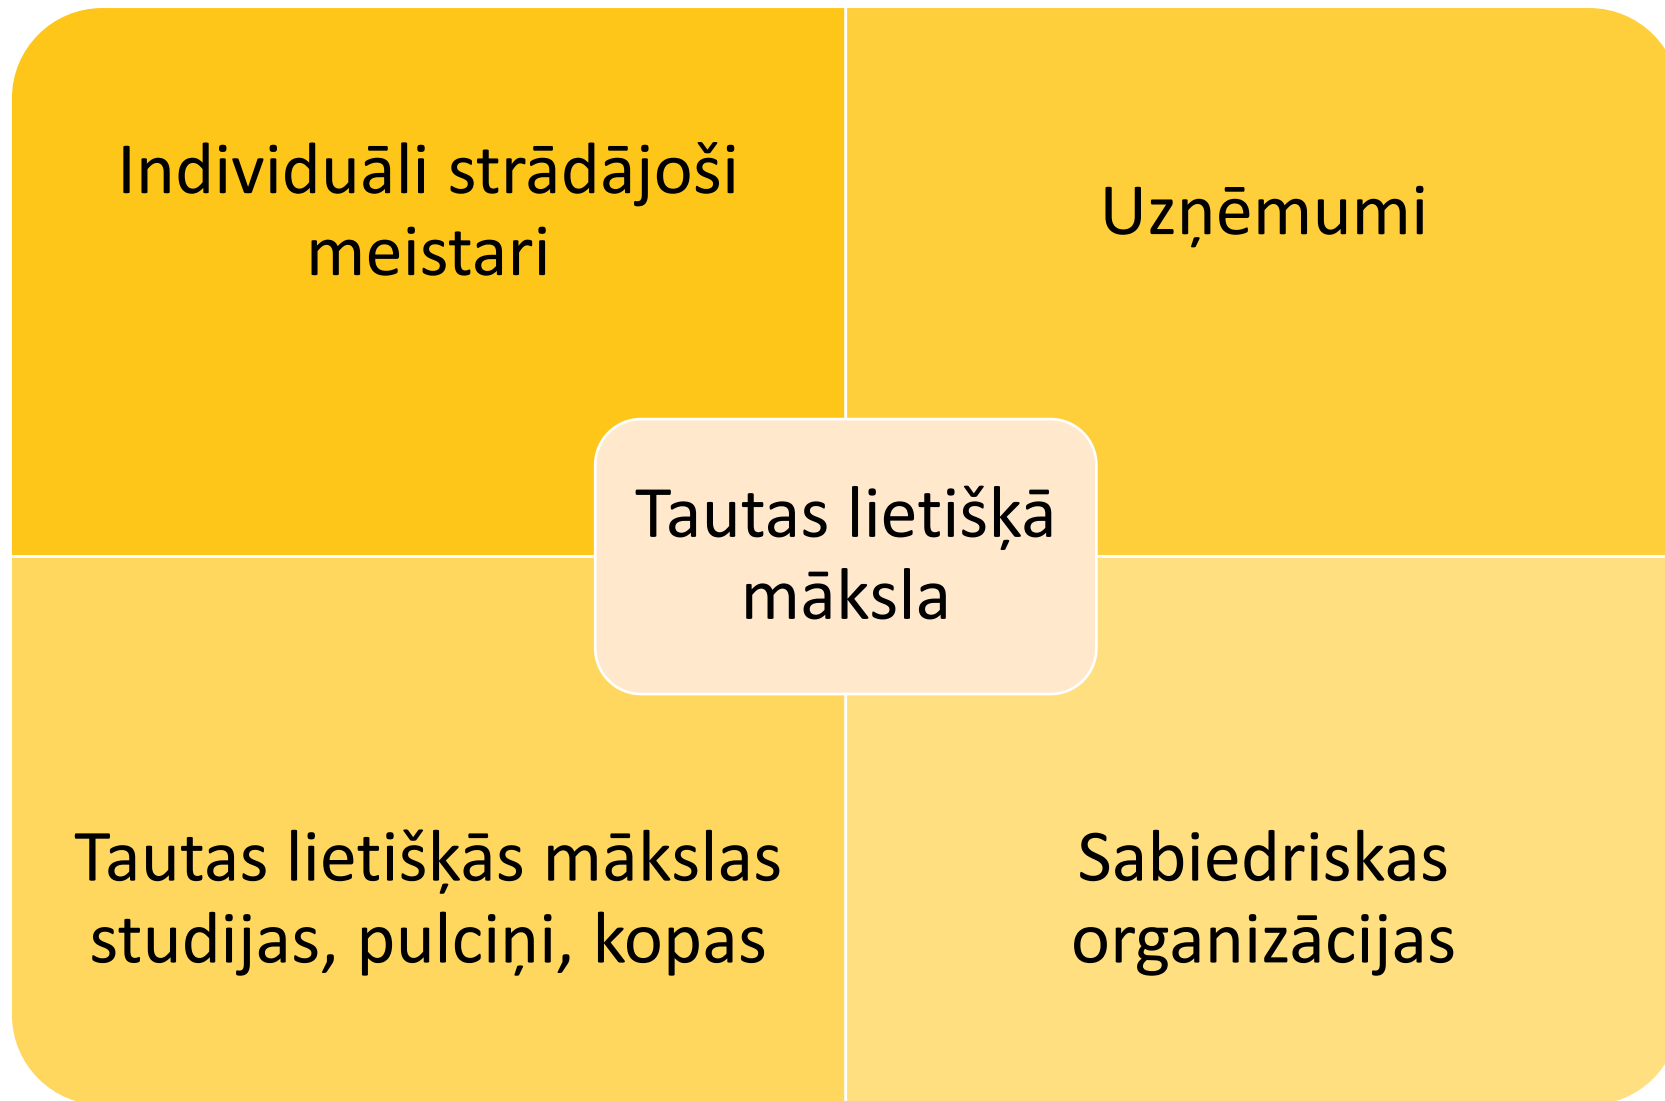 Individuāli strādājoši
meistari
Uzņēmumi
Tautas lietišķā
māksla
Tautas lietišķās mākslas
studijas, pulciņi, kopas
Sabiedriskas
organizācijas